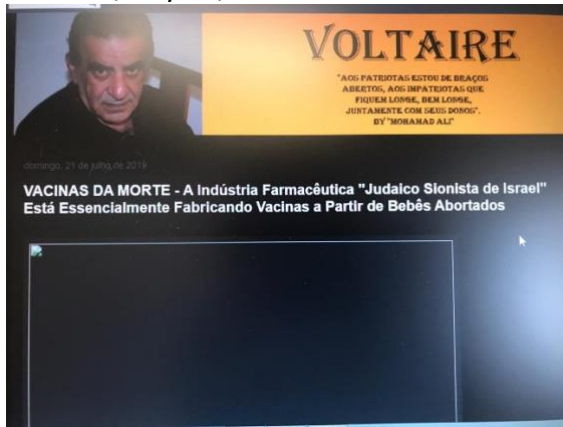 VOLTAIRE
"AOS PATRIOTAS ESTOU DE BRAÇOS
ABERTOS, AOS IMPATRIOTAS QUE
FIQUEM LONGE, BEM LONGE,
JUNTAMENTE COM SEUS DONOS".
BY "MOHAMAD ALI"
domingo, 21 de julho de 2019
VACINAS DA MORTE - A Indústria Farmacêutica "Judaico Sionista de Israel"
Está Essencialmente Fabricando Vacinas a Partir de Bebês Abortados